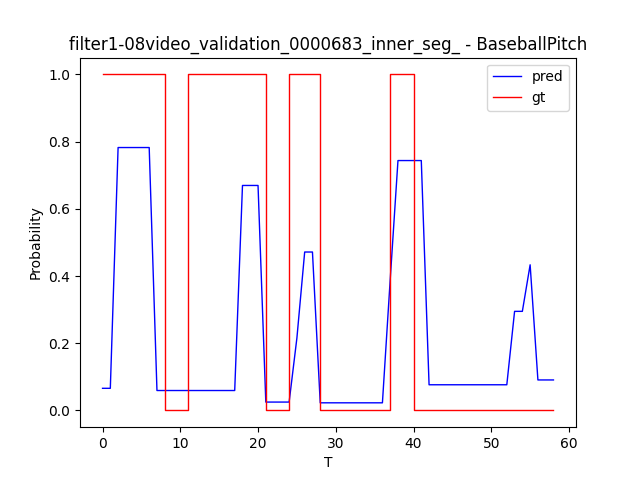 filter1-08video_validation_0000683_inner_seg_ - BaseballPitch
pred
gt
1.0
0.8
0.6
0.4
0.2
0.0
Probability
0
10
20
30
40
50
60
T